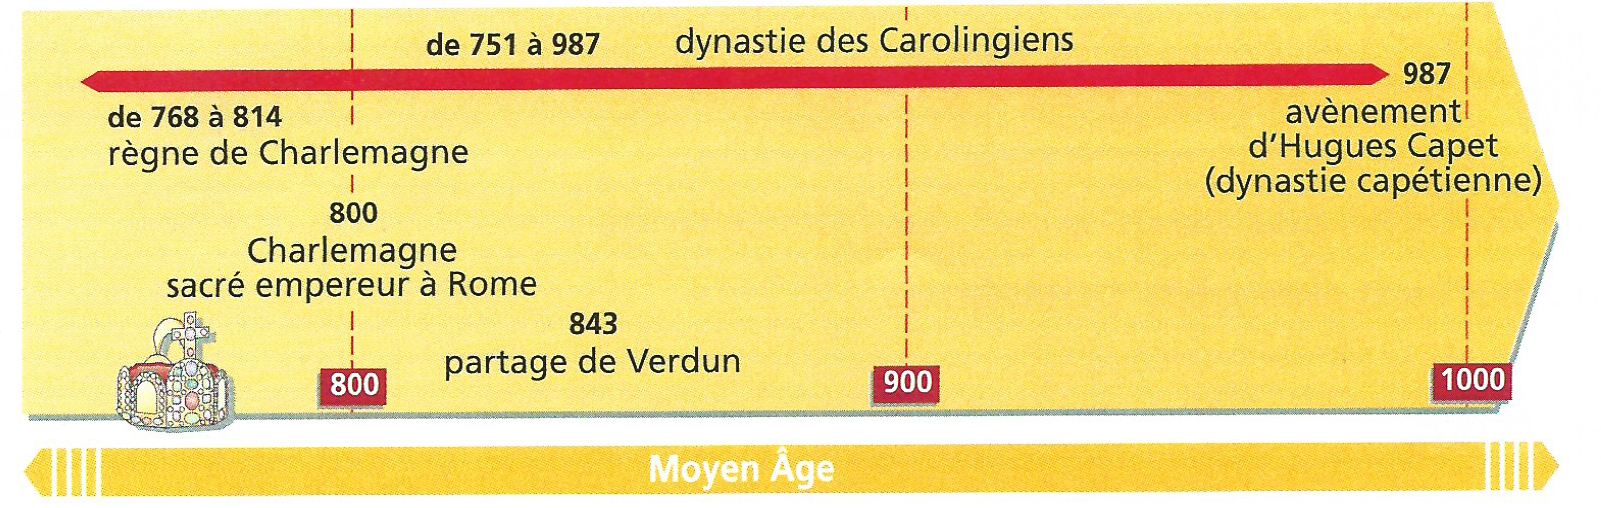 de 751 à 987 dynastie des Carolingiens
987
avènement
d'Hugues Capet
(dynastie capétienne)
de 768 à 814
règne de Charlemagne
800
Charlemagne
sacré empereur à Rome
843
partage de Verdun
800
900
1000
Moyen Âge